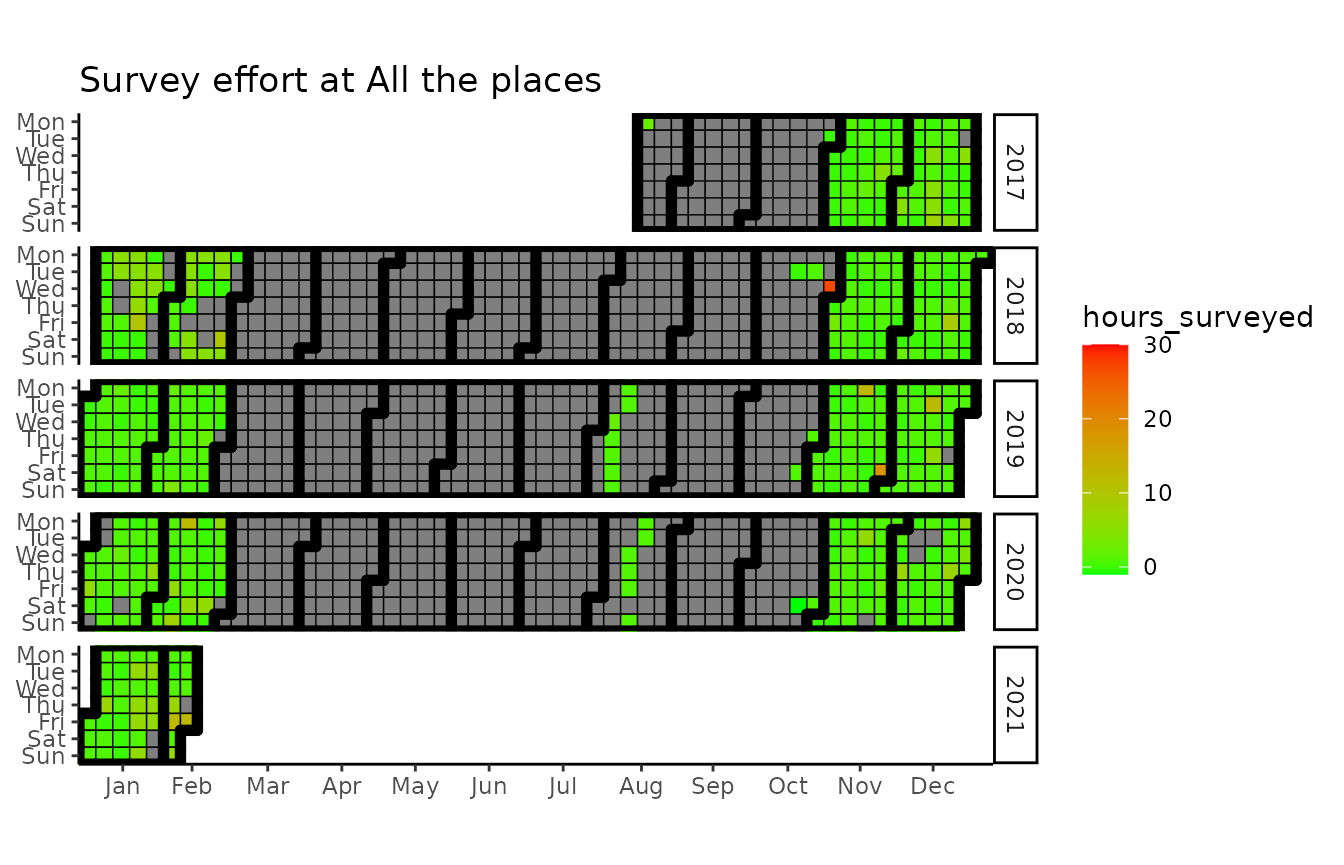 Survey effort at All the places
Mon
Tue
Wed
Thu
Fri
Sat
Sun
2017
Mon
Tue
Wed
Thu
Fri
Sat
Sun
2018
Mon
Tue
Wed
Thu
Fri
Sat
Sun
2019
Mon
Tue
Wed
Thu
Fri
Sat
Sun
2020
Mon
Tue
Wed
Thu
Fri
Sat
Sun
2021
Jan Feb Mar Apr May Jun Jul Aug Sep Oct Nov Dec
hours_surveyed
30
20
10
0